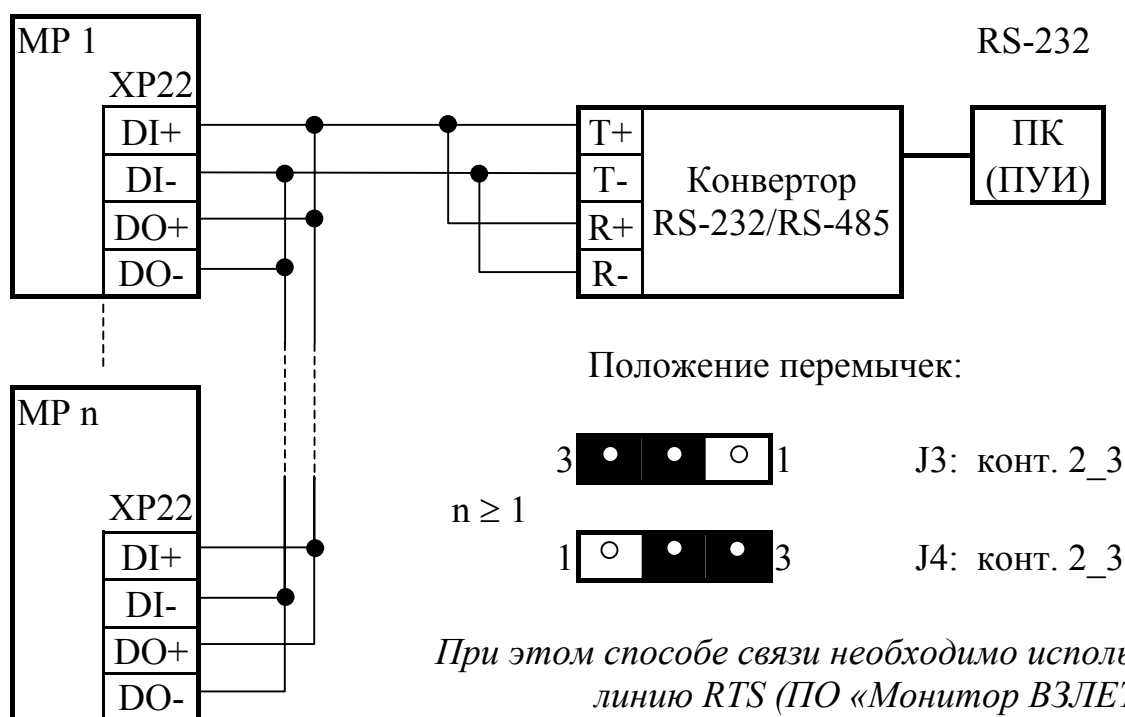 МР 1
RS-232
XP22
DI+
DI-
DO+
DO-
T+
T-
R+
R-
Конвертор
RS-232/RS-485
ПК
(ПУИ)
Положение перемычек:
МР n
XP22
DI+
DI-
DO+
DO-
n ≥ 1
3 1 J3: конт. 2_3
1 3 J4: конт. 2_3
При этом способе связи необходимо
линию RTS (ПО «Монитор ВЗЛЕТ